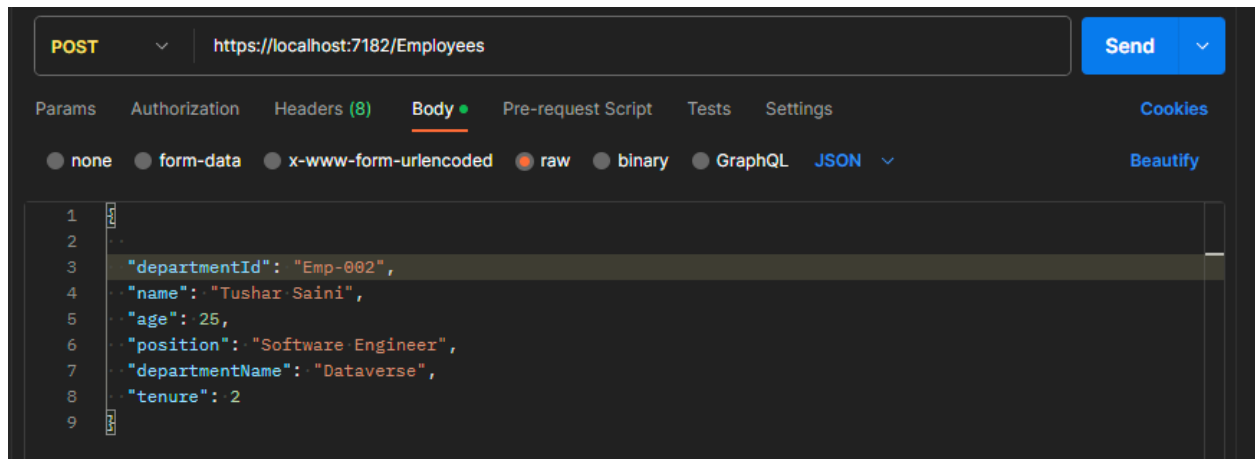 POST https://localhost:7182/Employees Send
Params Authorization Headers (8) Body Pre-request Script Tests Settings Cookies
none form-data x-www-form-urlencoded raw binary GraphQL JSON Beautify
1 {
2
3 "departmentId": "Emp-002",
4 "name": "Tushar Saini",
5 "age": 25,
6 "position": "Software Engineer",
7 "departmentName": "Dataverse",
8 "tenure": 2
9 }